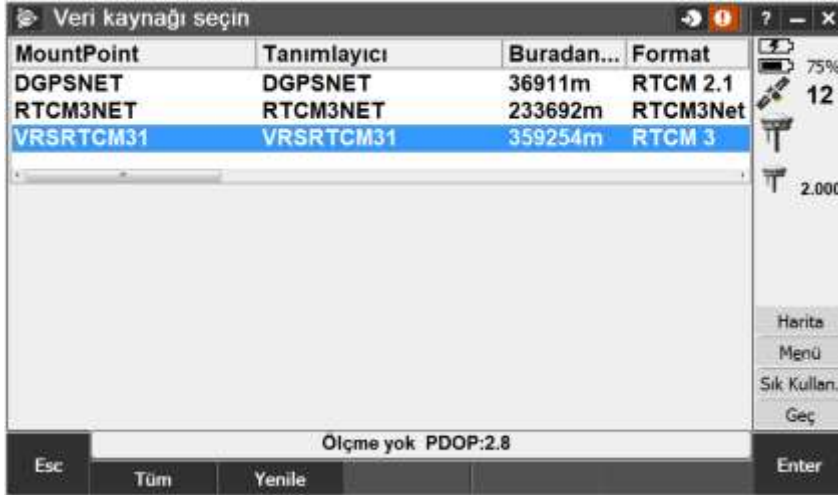 Veri kaynağı seçin ? – ×
MountPoint Tanımlayıcı Buradan... Format
DGPSNET DGPSNET 36911m RTCM 2.1
RTCM3NET RTCM3NET 233692m RTCM3Net
VRSRTCM31 VRSRTCM31 359254m RTCM 3
75%
12
2.000
Harita
Menü
Sık Kullan.
Geç
Ölçme yok PDOP:2.8
Esc Tüm Yenile Enter